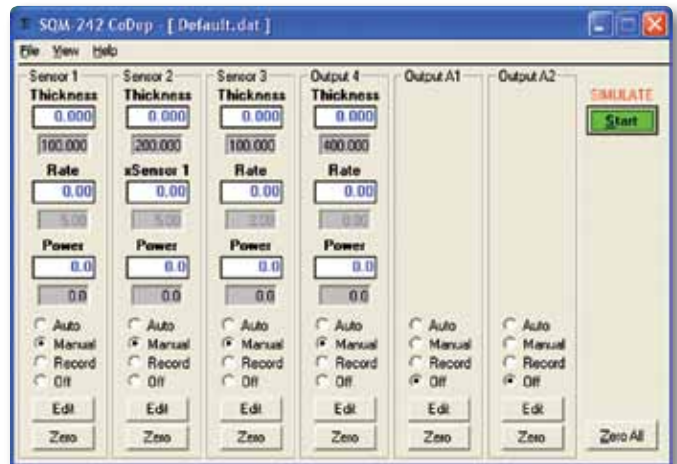 SQM-242 CoDep - [ Default.dat ]
File View Help
Sensor 1 Sensor 2 Sensor 3 Output 4 Output A1 Output A2
Thickness Thickness Thickness Thickness
SIMULATE
0.000 0.000 0.000 0.000
Start
100.000 200.000 100.000 400.000
Rate xSensor 1 Rate Rate
0.00 0.00 0.00 0.00
5.00 5.00 0.00
Power Power Power Power
0.0 0.0 0.0 0.0
0.0 0.0 0.0 0.0
Auto Auto Auto Auto Auto Auto
Manual Manual Manual Manual Manual Manual
Record Record Record Record Record Record
Off Off Off Off Off Off
Edit Edit Edit Edit Edit Edit
Zero Zero Zero Zero Zero Zero Zero All